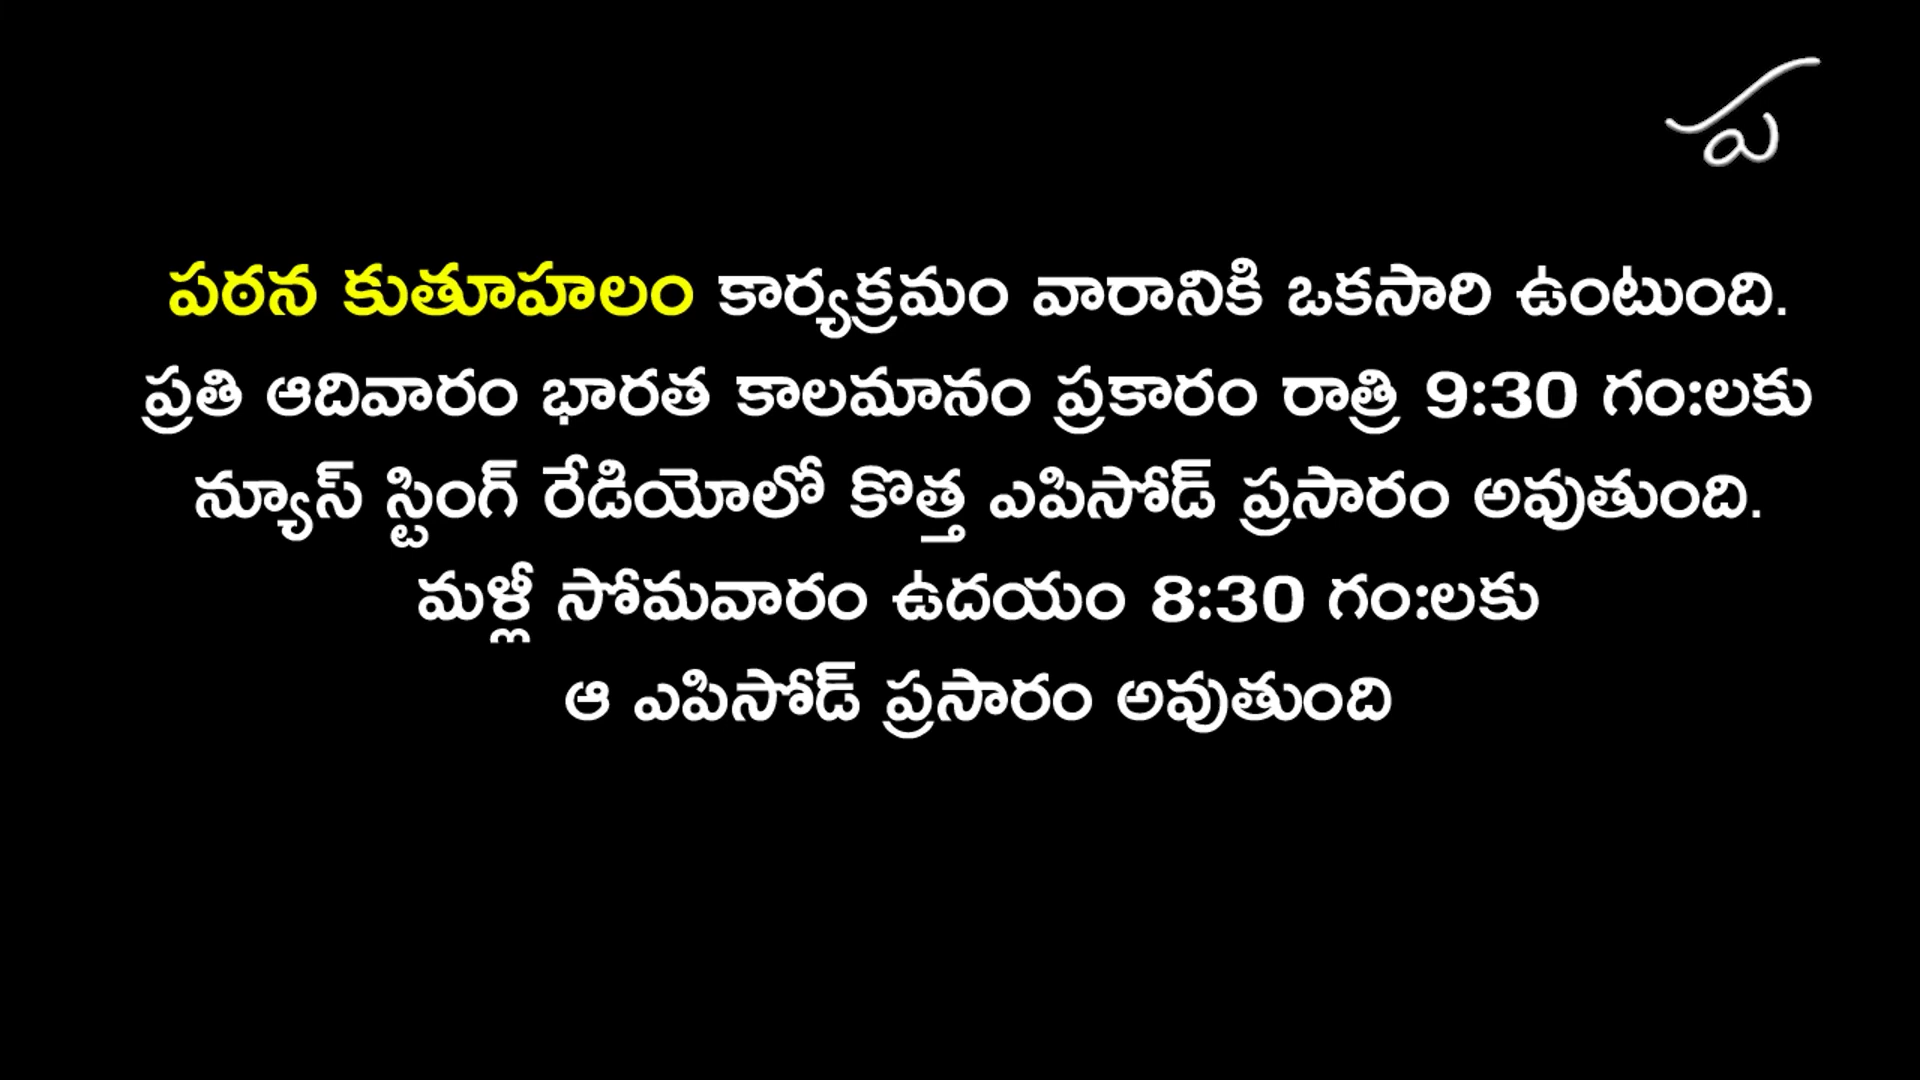 ప
పఠన కుతూహలం కార్యక్రమం వారానికి ఒకసారి ఉంటుంది.
ప్రతి ఆదివారం భారత కాలమానం ప్రకారం రాత్రి 9:30 గం:లకు
న్యూస్ స్టింగ్ రేడియోలో కొత్త ఎపిసోడ్ ప్రసారం అవుతుంది.
మళ్లీ సోమవారం ఉదయం 8:30 గం:లకు
ఆ ఎపిసోడ్ ప్రసారం అవుతుంది